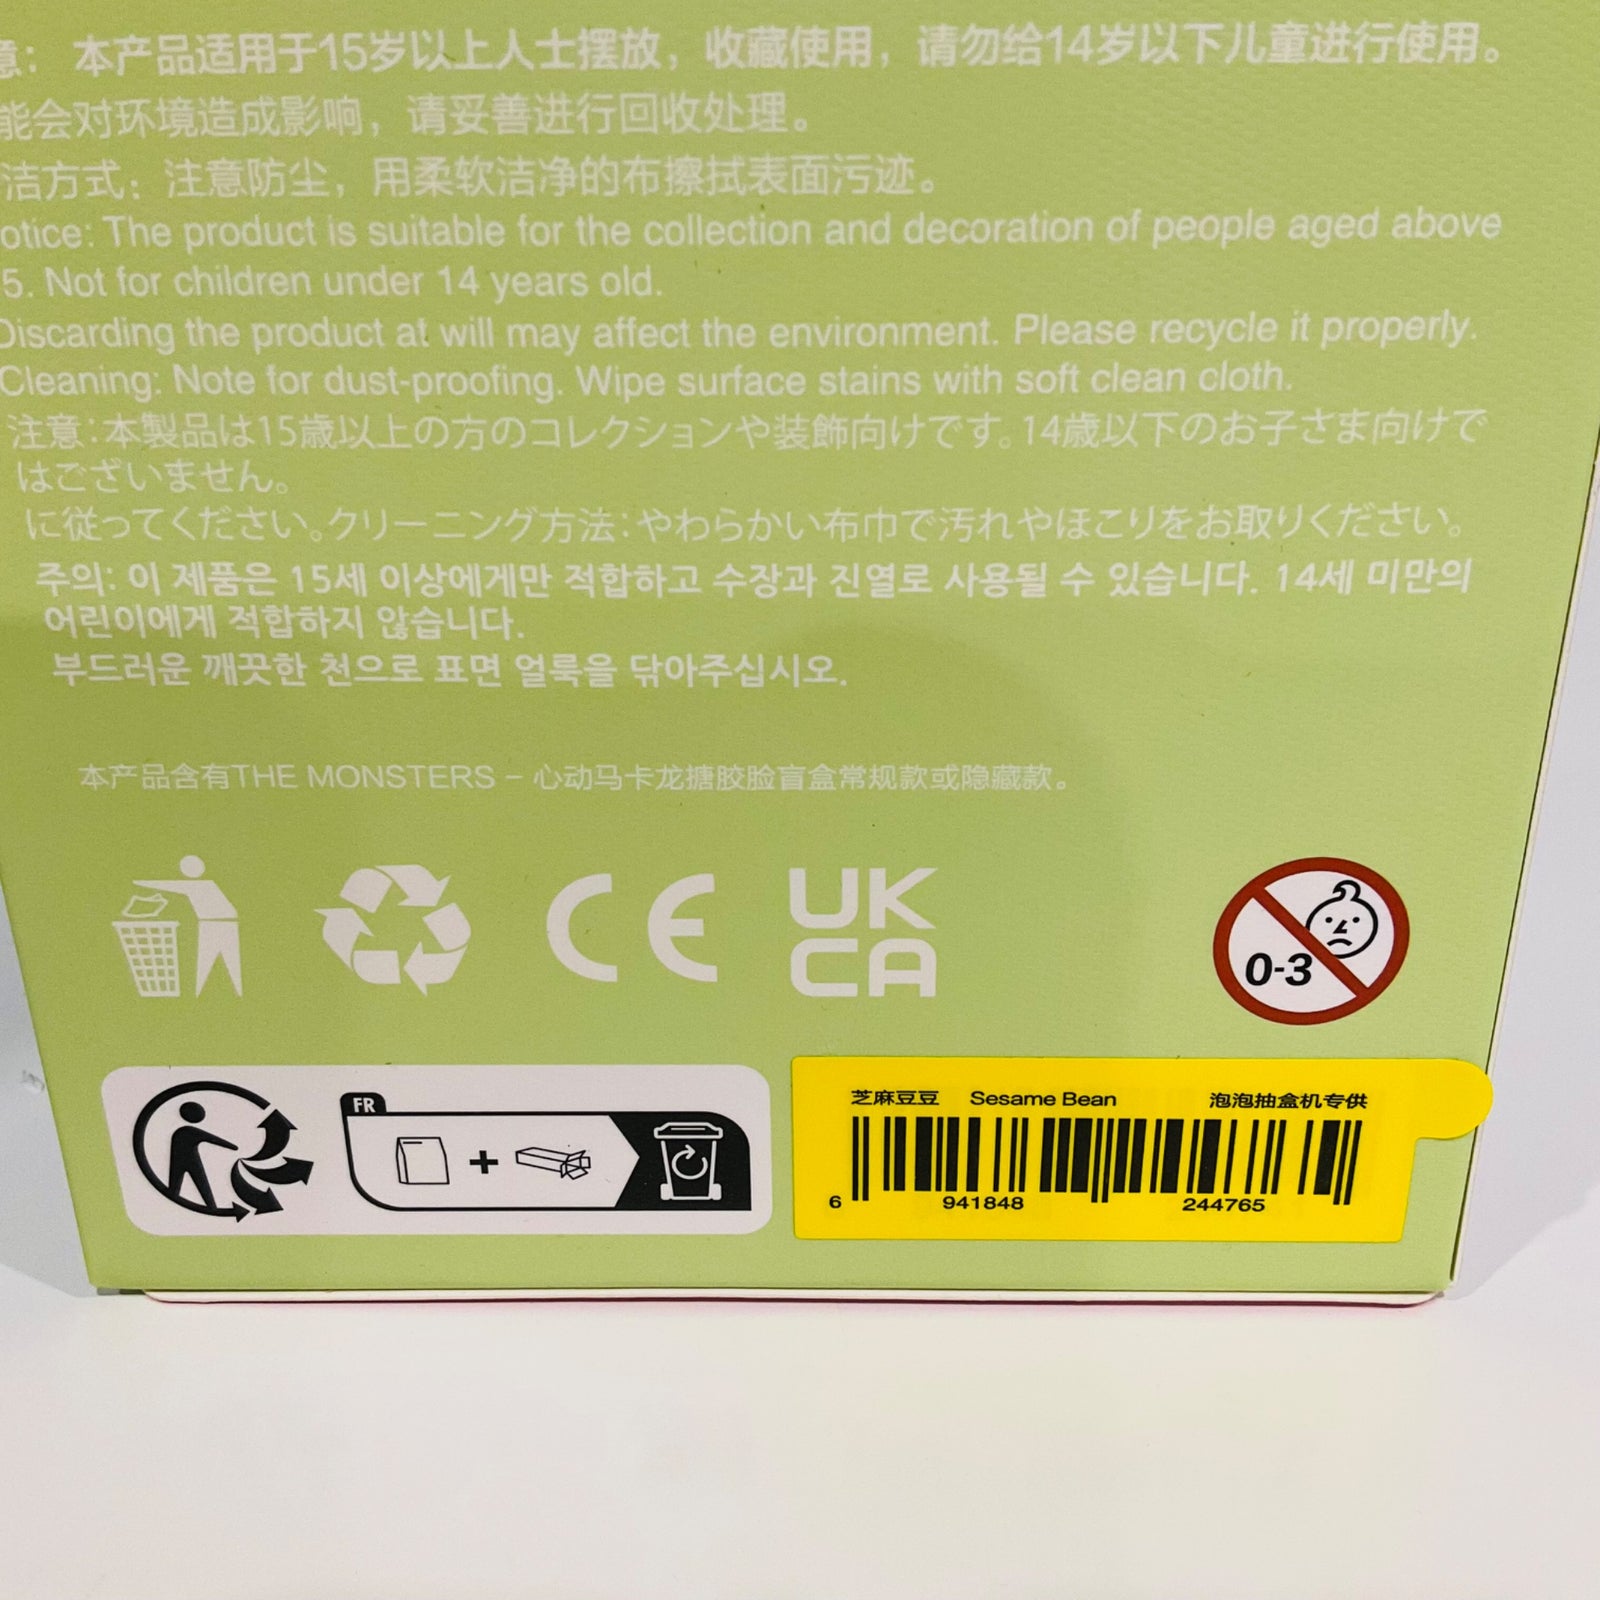 意: 本产品适用于15岁以上人士摆放，收藏使用，请勿给14岁以下儿童进行使用。
能会对环境造成影响，请妥善进行回收处理。
洁方式：注意防尘，用柔软洁净的布擦拭表面污迹。
otice: The product is suitable for the collection and decoration of people aged above
5. Not for children under 14 years old.
Discarding the product at will may affect the environment. Please recycle it properly.
Cleaning: Note for dust-proofing. Wipe surface stains with soft clean cloth.
注意：本製品は15歳以上の方のコレクションや装飾向けです。14歳以下のお子さま向けで
はございません。
に従ってください。クリーニング方法：やわらかい布巾で汚れやほこりをお取りください。
주의: 이 제품은 15세 이상에게만 적합하고 수장과 진열로 사용될 수 있습니다. 14세 미만의
어린이에게 적합하지 않습니다.
부드러운 깨끗한 천으로 표면 얼룩을 닦아주십시오.
本产品含有THE MONSTERS – 心动马卡龙搪胶脸盲盒常规款或隐藏款。
CE
UK
CA
0-3
FR
+
芝麻豆豆 Sesame Bean 泡泡抽盒机专供
6 941848 244765